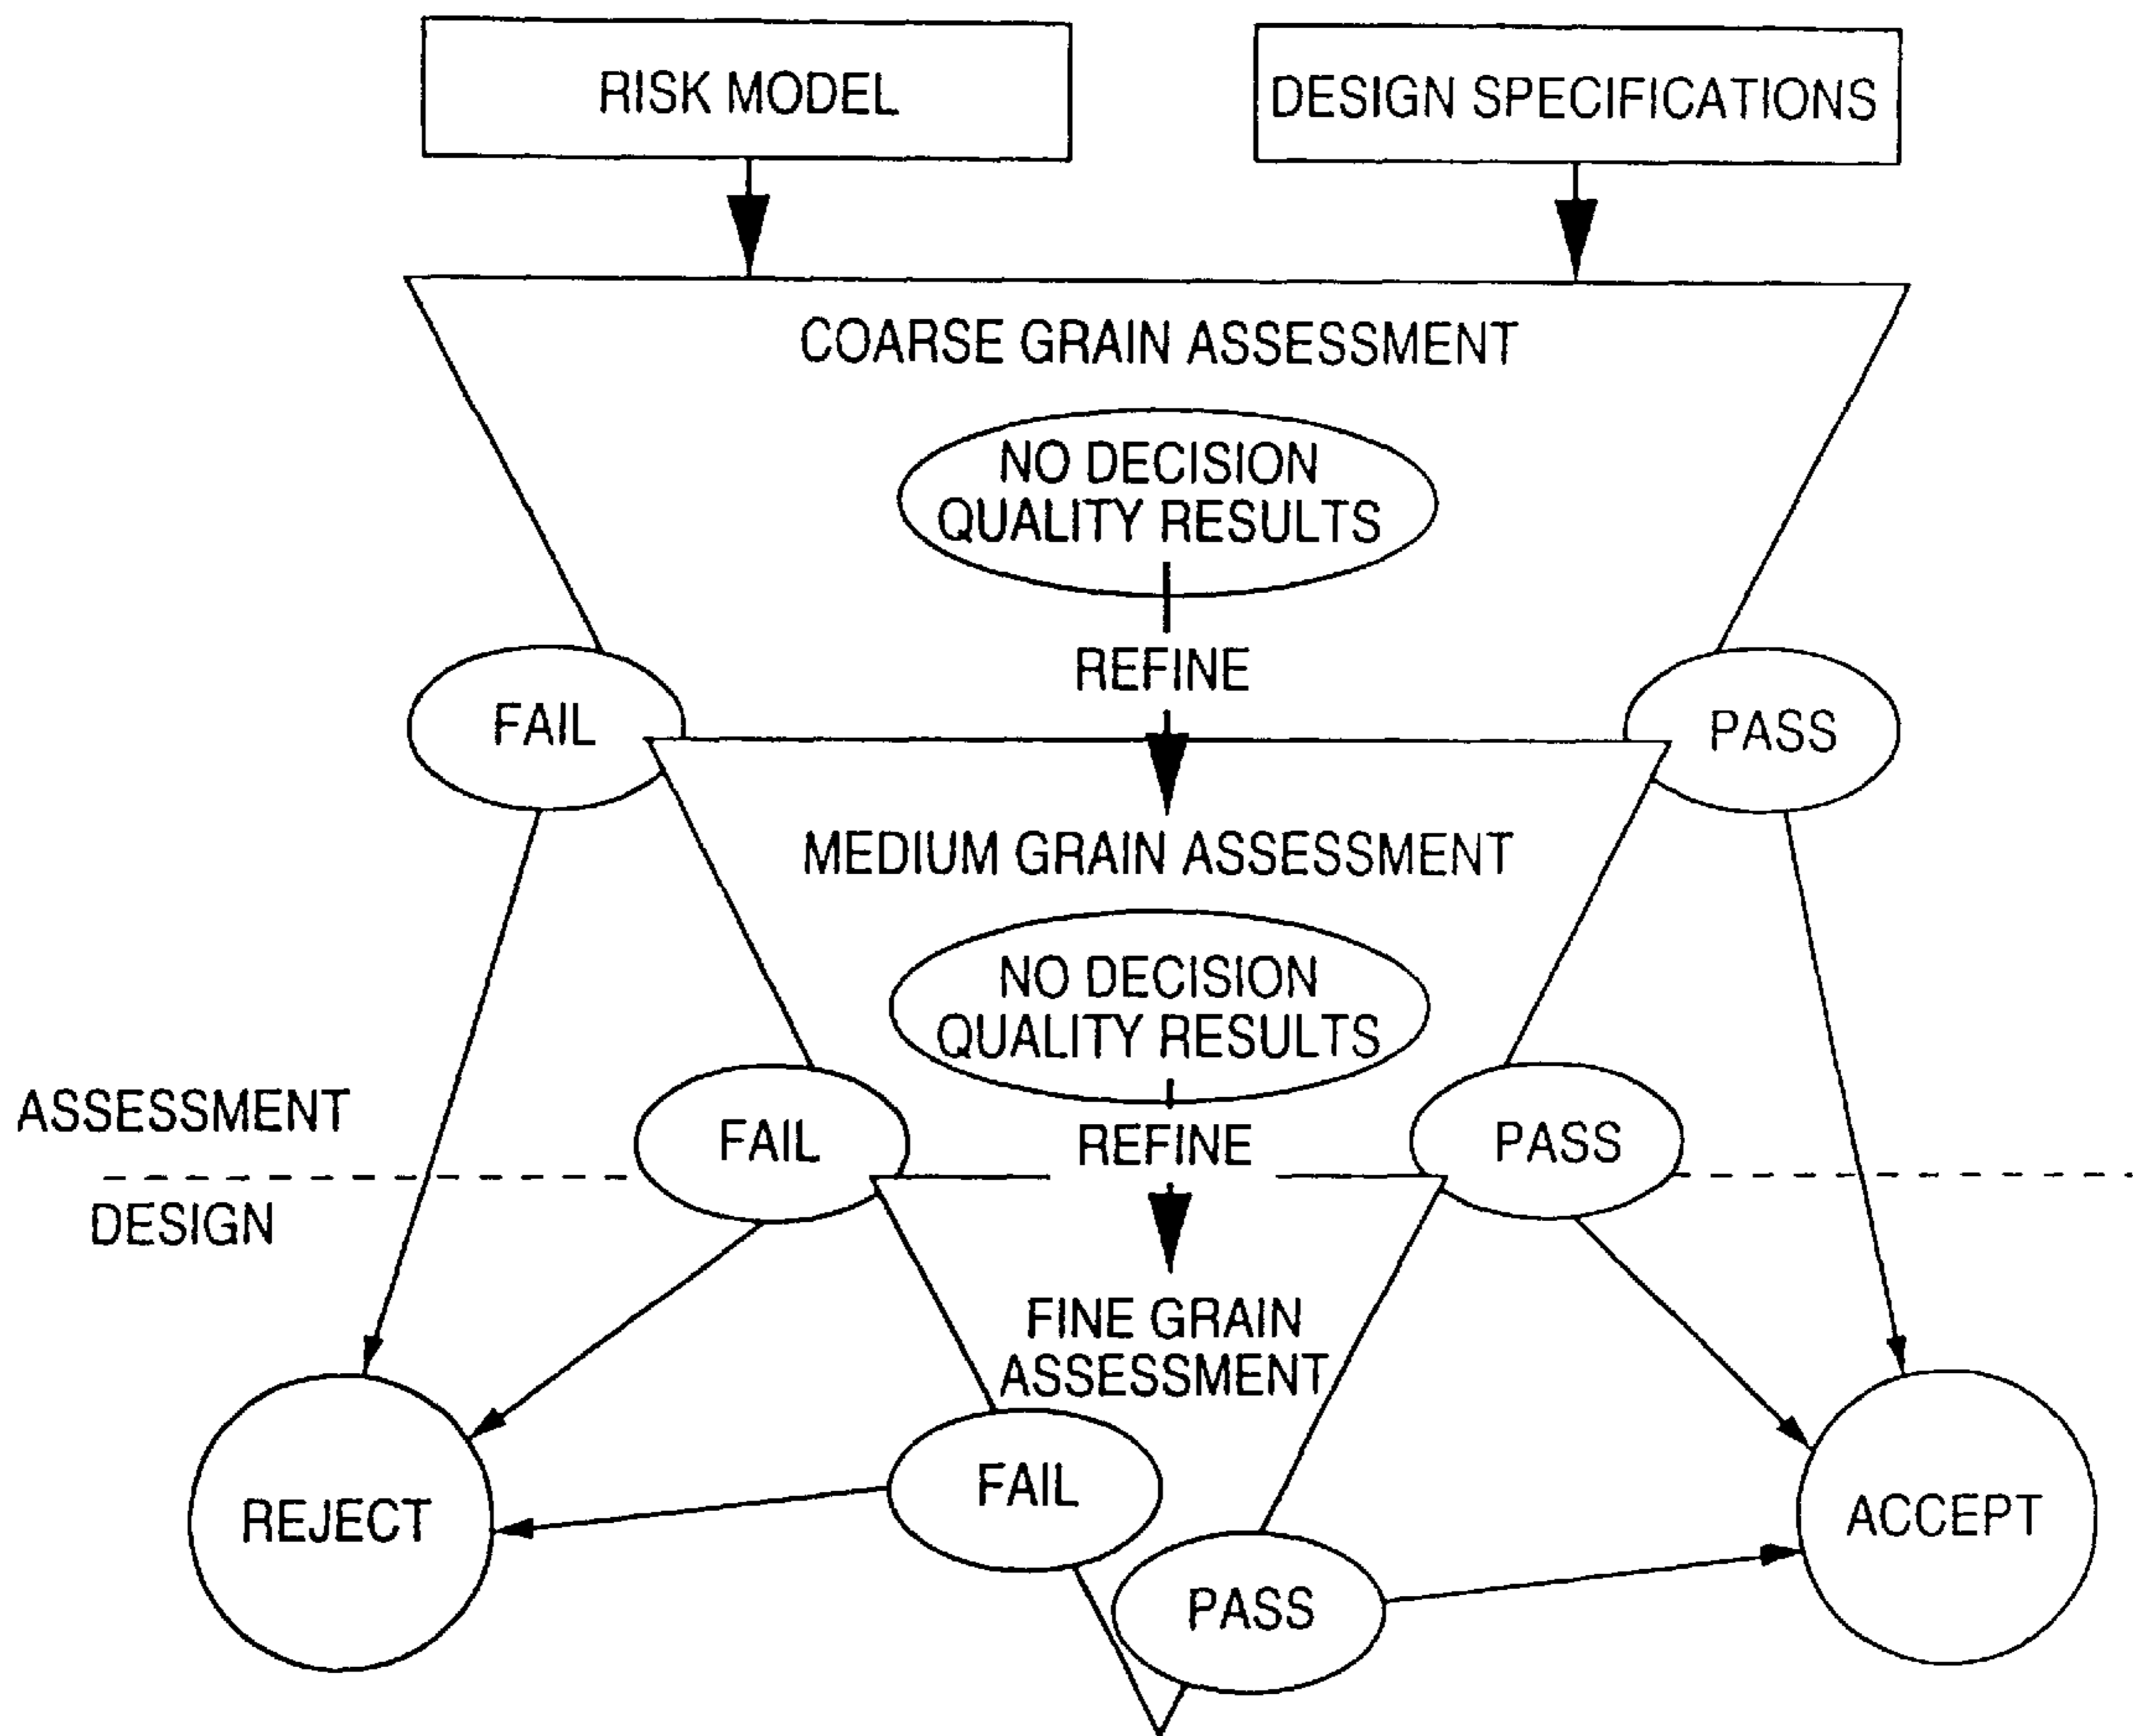 RISK MODEL
DESIGN SPECIFICATIONS
COARSE GRAIN ASSESSMENT
NO DECISION
QUALITY RESULTS
REFINE
FAIL
PASS
MEDIUM GRAIN ASSESSMENT
NO DECISION
QUALITY RESULTS
ASSESSMENT
FAIL
REFINE
PASS
DESIGN
FINE GRAIN
ASSESSMENT
FAIL
REJECT
ACCEPT
PASS